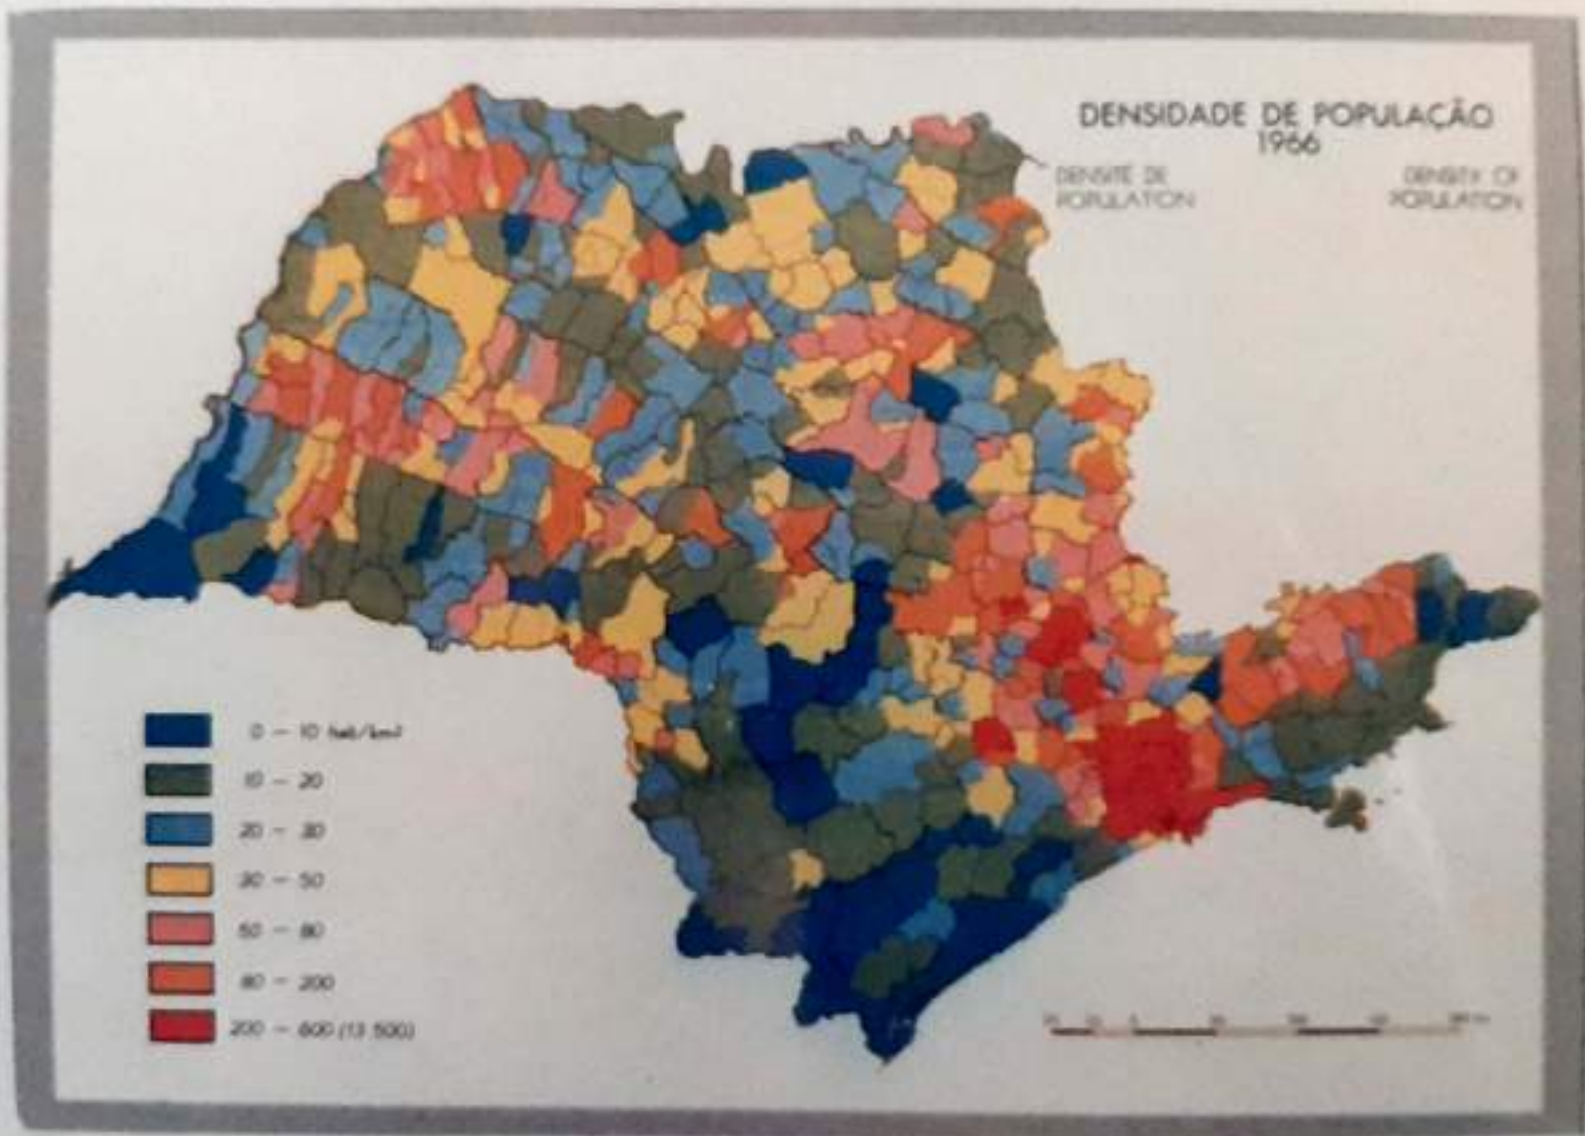 DENSIDADE DE POPULAÇÃO
1966
DENSITÉ DE
POPULATION
DENSITY OF
POPULATION
0 – 10 hab/km²
10 – 20
20 – 30
30 – 50
50 – 80
80 – 200
200 – 600 (13 500)